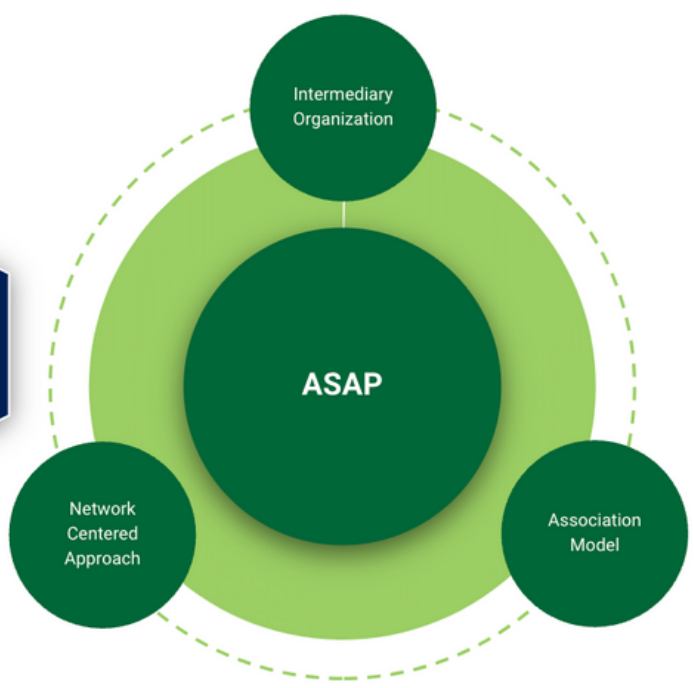 Intermediary
Organization
ASAP
Network
Centered
Approach
Association
Model